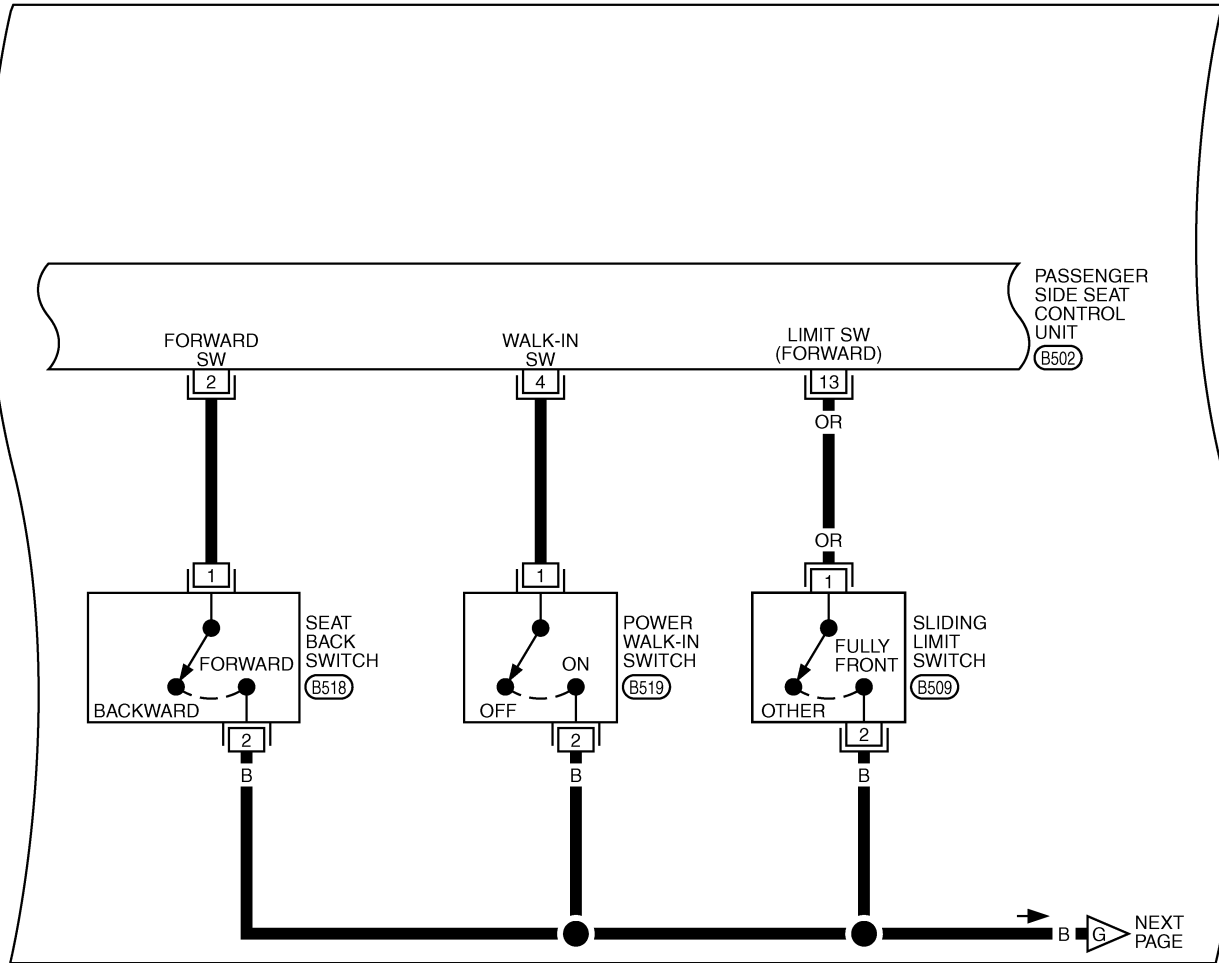 PASSENGER
SIDE SEAT
CONTROL
UNIT
B502
FORWARD
SW
WALK-IN
SW
LIMIT SW
(FORWARD)
2
4
13
OR
OR
1
1
1
SEAT
BACK
SWITCH
B518
FORWARD
BACKWARD
POWER
WALK-IN
SWITCH
B519
ON
OFF
SLIDING
LIMIT
SWITCH
B509
FULLY
FRONT
OTHER
2
2
2
B
B
B
B
G
NEXT
PAGE